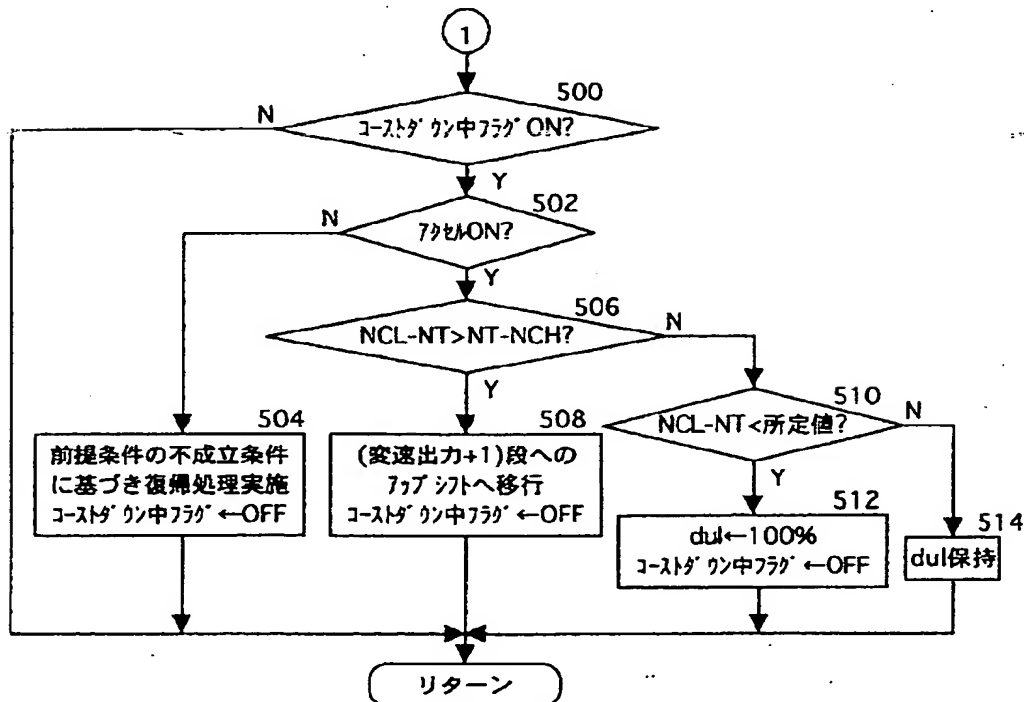 1
500
N
ｺｰｽﾄﾀﾞｳﾝ中ﾌﾗｸﾞON?
Y
502
N
ｱｸｾﾙON?
Y
506
NCL-NT>NT-NCH?
N
Y
510
NCL-NT<所定値?
N
Y
504
前提条件の不成立条件
に基づき復帰処理実施
ｺｰｽﾄﾀﾞｳﾝ中ﾌﾗｸﾞ←OFF
508
(変速出力+1)段への
ｱｯﾌﾟｼﾌﾄへ移行
ｺｰｽﾄﾀﾞｳﾝ中ﾌﾗｸﾞ←OFF
512
dul←100%
ｺｰｽﾄﾀﾞｳﾝ中ﾌﾗｸﾞ←OFF
514
dul保持
リターン